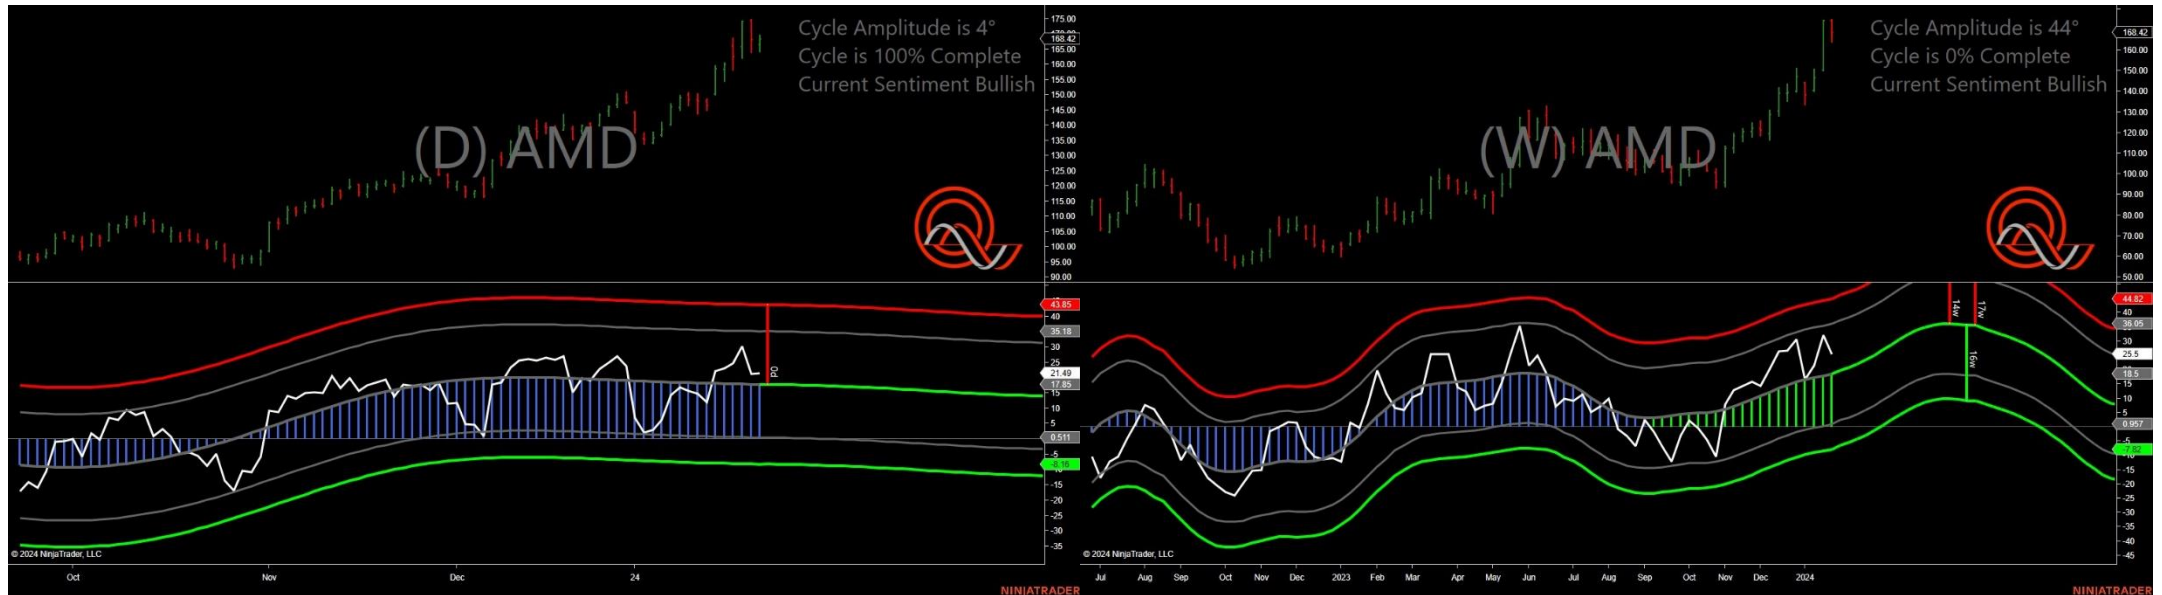 Cycle Amplitude is 4°
Cycle is 100% Complete
Current Sentiment Bullish
(D) AMD
175.00
168.42
165.00
160.00
155.00
150.00
145.00
140.00
135.00
130.00
125.00
120.00
115.00
110.00
105.00
100.00
95.00
90.00
43.85
40
35.18
30
25
21.49
17.85
15
10
5
0.511
-5
-8.16
-15
-20
-25
-30
-35
P0
© 2024 NinjaTrader, LLC
Oct
Nov
Dec
24
NINJATRADER
Cycle Amplitude is 44°
Cycle is 0% Complete
Current Sentiment Bullish
(W) AMD
168.42
160.00
150.00
140.00
130.00
120.00
110.00
100.00
90.00
80.00
70.00
60.00
50.00
44.82
40
36.05
30
25.5
18.5
15
10
5
0.957
-5
-7.82
-15
-20
-25
-30
-35
-40
-45
14w
17w
16w
© 2024 NinjaTrader, LLC
Jul
Aug
Sep
Oct
Nov
Dec
2023
Feb
Mar
Apr
May
Jun
Jul
Aug
Sep
Oct
Nov
Dec
2024
NINJATRADER